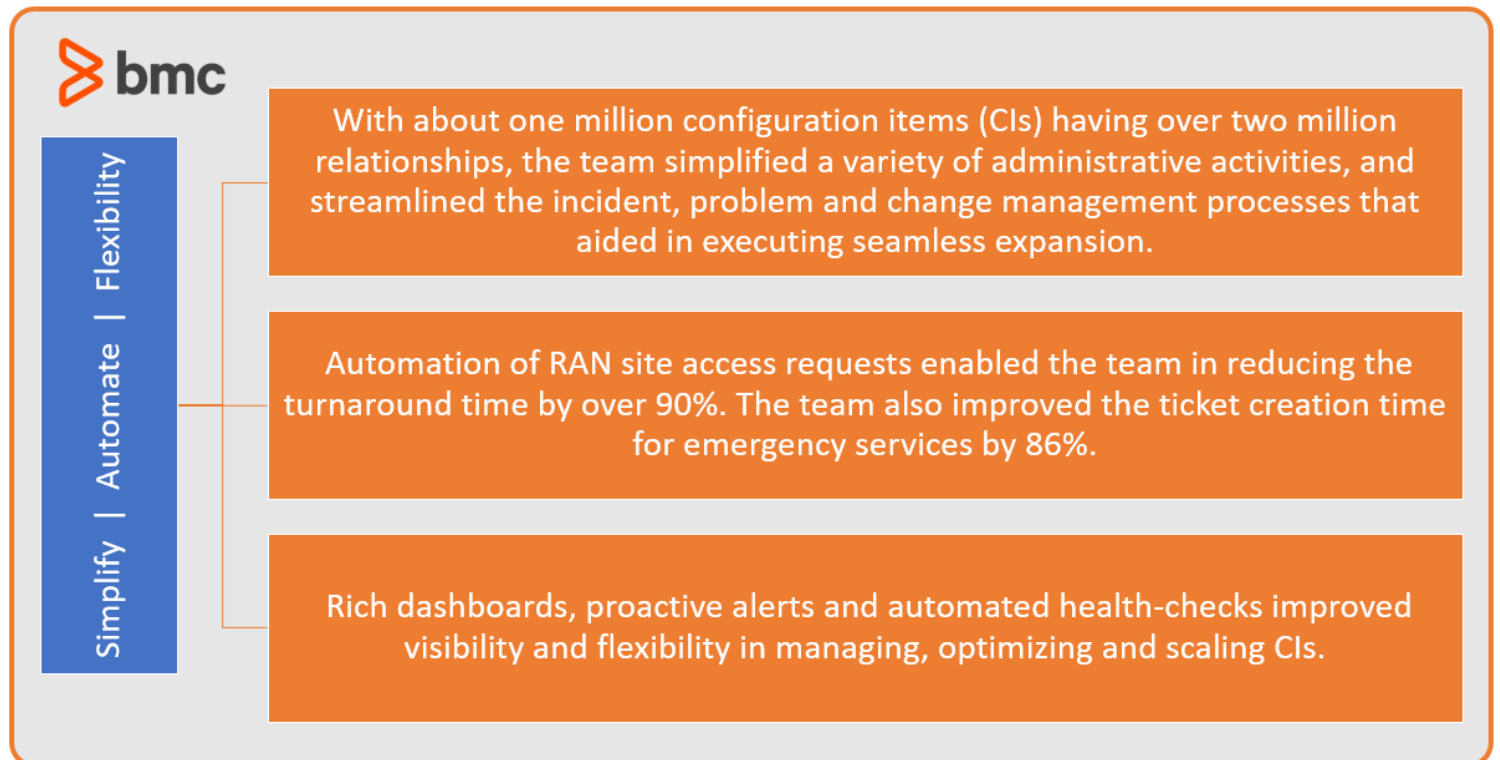 bmc
Simplify | Automate | Flexibility
With about one million configuration items (CIs) having over two million
relationships, the team simplified a variety of administrative activities, and
streamlined the incident, problem and change management processes that
aided in executing seamless expansion.
Automation of RAN site access requests enabled the team in reducing the
turnaround time by over 90%. The team also improved the ticket creation time
for emergency services by 86%.
Rich dashboards, proactive alerts and automated health-checks improved
visibility and flexibility in managing, optimizing and scaling CIs.